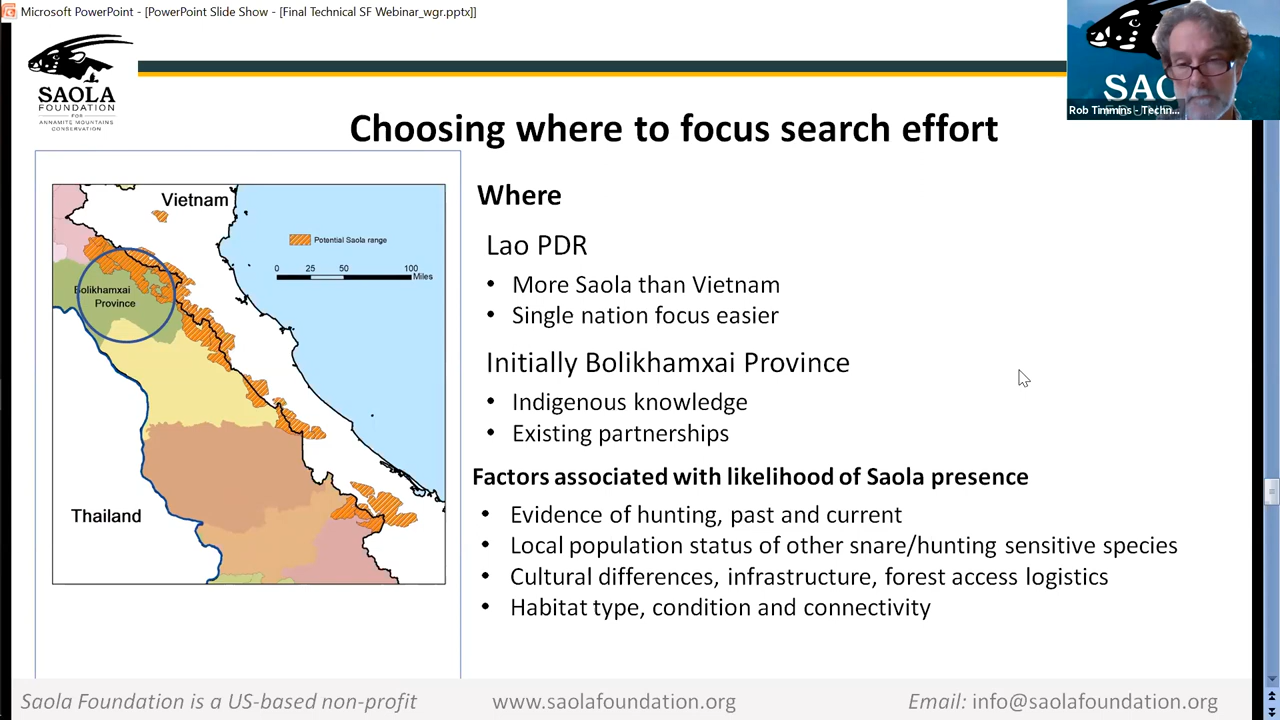 Microsoft PowerPoint - [PowerPoint Slide Show - [Final Technical SF Webinar_wgr.pptx]]
SAOLA
FOUNDATION
FOR
ANNAMITE MOUNTAINS
CONSERVATION
Rob Timmins - Techn...
Choosing where to focus search effort
Vietnam
Potential Saola range
0 25 50 100
Miles
Bolikhamxai
Province
Thailand
Where
Lao PDR
• More Saola than Vietnam
• Single nation focus easier
Initially Bolikhamxai Province
• Indigenous knowledge
• Existing partnerships
Factors associated with likelihood of Saola presence
• Evidence of hunting, past and current
• Local population status of other snare/hunting sensitive species
• Cultural differences, infrastructure, forest access logistics
• Habitat type, condition and connectivity
Saola Foundation is a US-based non-profit
www.saolafoundation.org
Email: info@saolafoundation.org